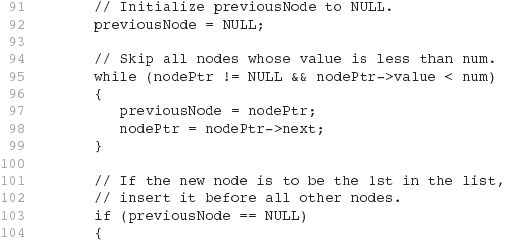 91 // Initialize previousNode to NULL.
92 previousNode = NULL;
93
94 // Skip all nodes whose value is less than num.
95 while (nodePtr != NULL && nodePtr->value < num)
96 {
97 previousNode = nodePtr;
98 nodePtr = nodePtr->next;
99 }
100
101 // If the new node is to be the 1st in the list,
102 // insert it before all other nodes.
103 if (previousNode == NULL)
104 {